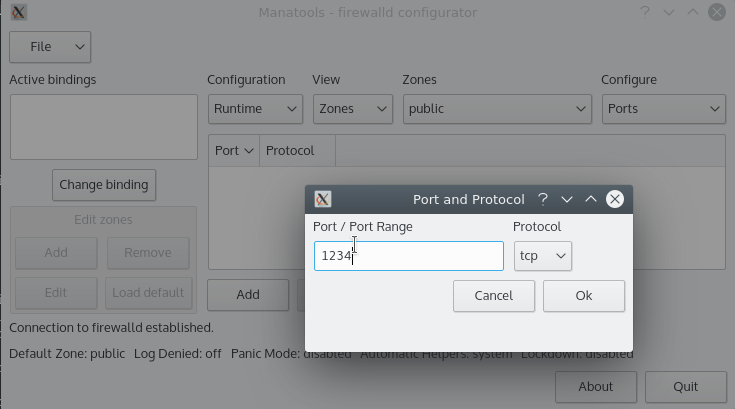 Manatools - firewalld configurator
File
Active bindings
Configuration View Zones Configure
Runtime Zones public Ports
Port Protocol
Change binding
Edit zones
Add Remove
Edit Load default
Add
Port and Protocol
Port / Port Range Protocol
1234 tcp
Cancel Ok
Connection to firewalld established.
Default Zone: public Log Denied: off Panic Mode: disabled Automatic Helpers: system Lockdown: disabled
About Quit